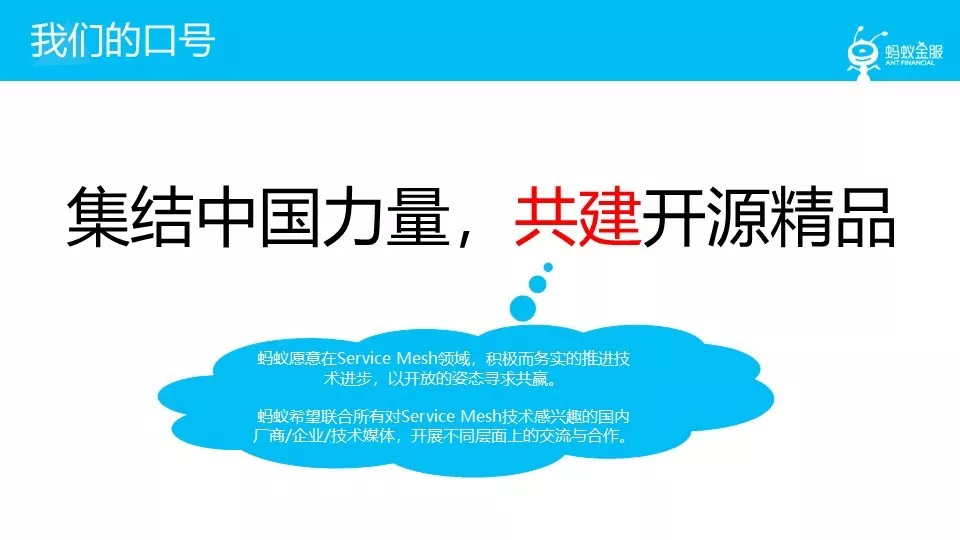 我们的口号
蚂蚁金服
ANT FINANCIAL
集结中国力量，共建开源精品
蚂蚁愿意在Service Mesh领域，积极而务实的推进技
术进步，以开放的姿态寻求共赢。
蚂蚁希望联合所有对Service Mesh技术感兴趣的国内
厂商/企业/技术媒体，开展不同层面上的交流与合作。